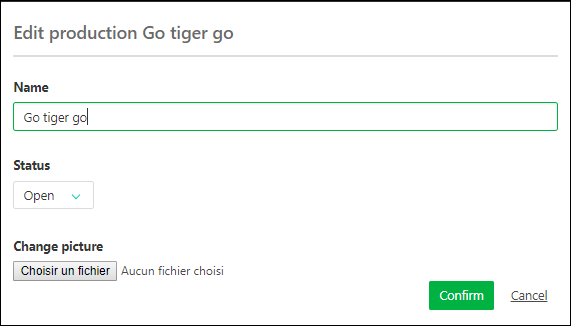 Edit production Go tiger go
Name
Go tiger go
Status
Open
Change picture
Choisir un fichier Aucun fichier choisi
Confirm Cancel